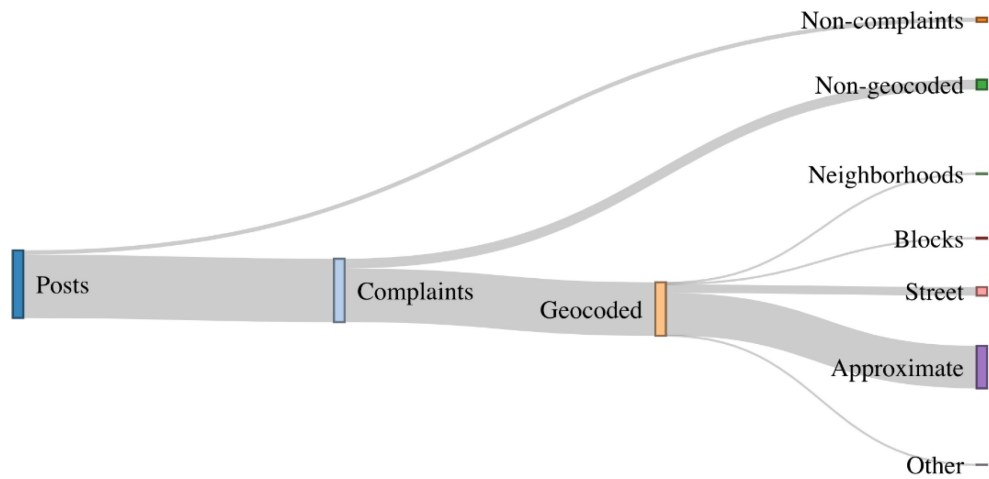 Non-complaints
Non-geocoded
Neighborhoods
Blocks
Posts
Complaints
Street
Geocoded
Approximate
Other